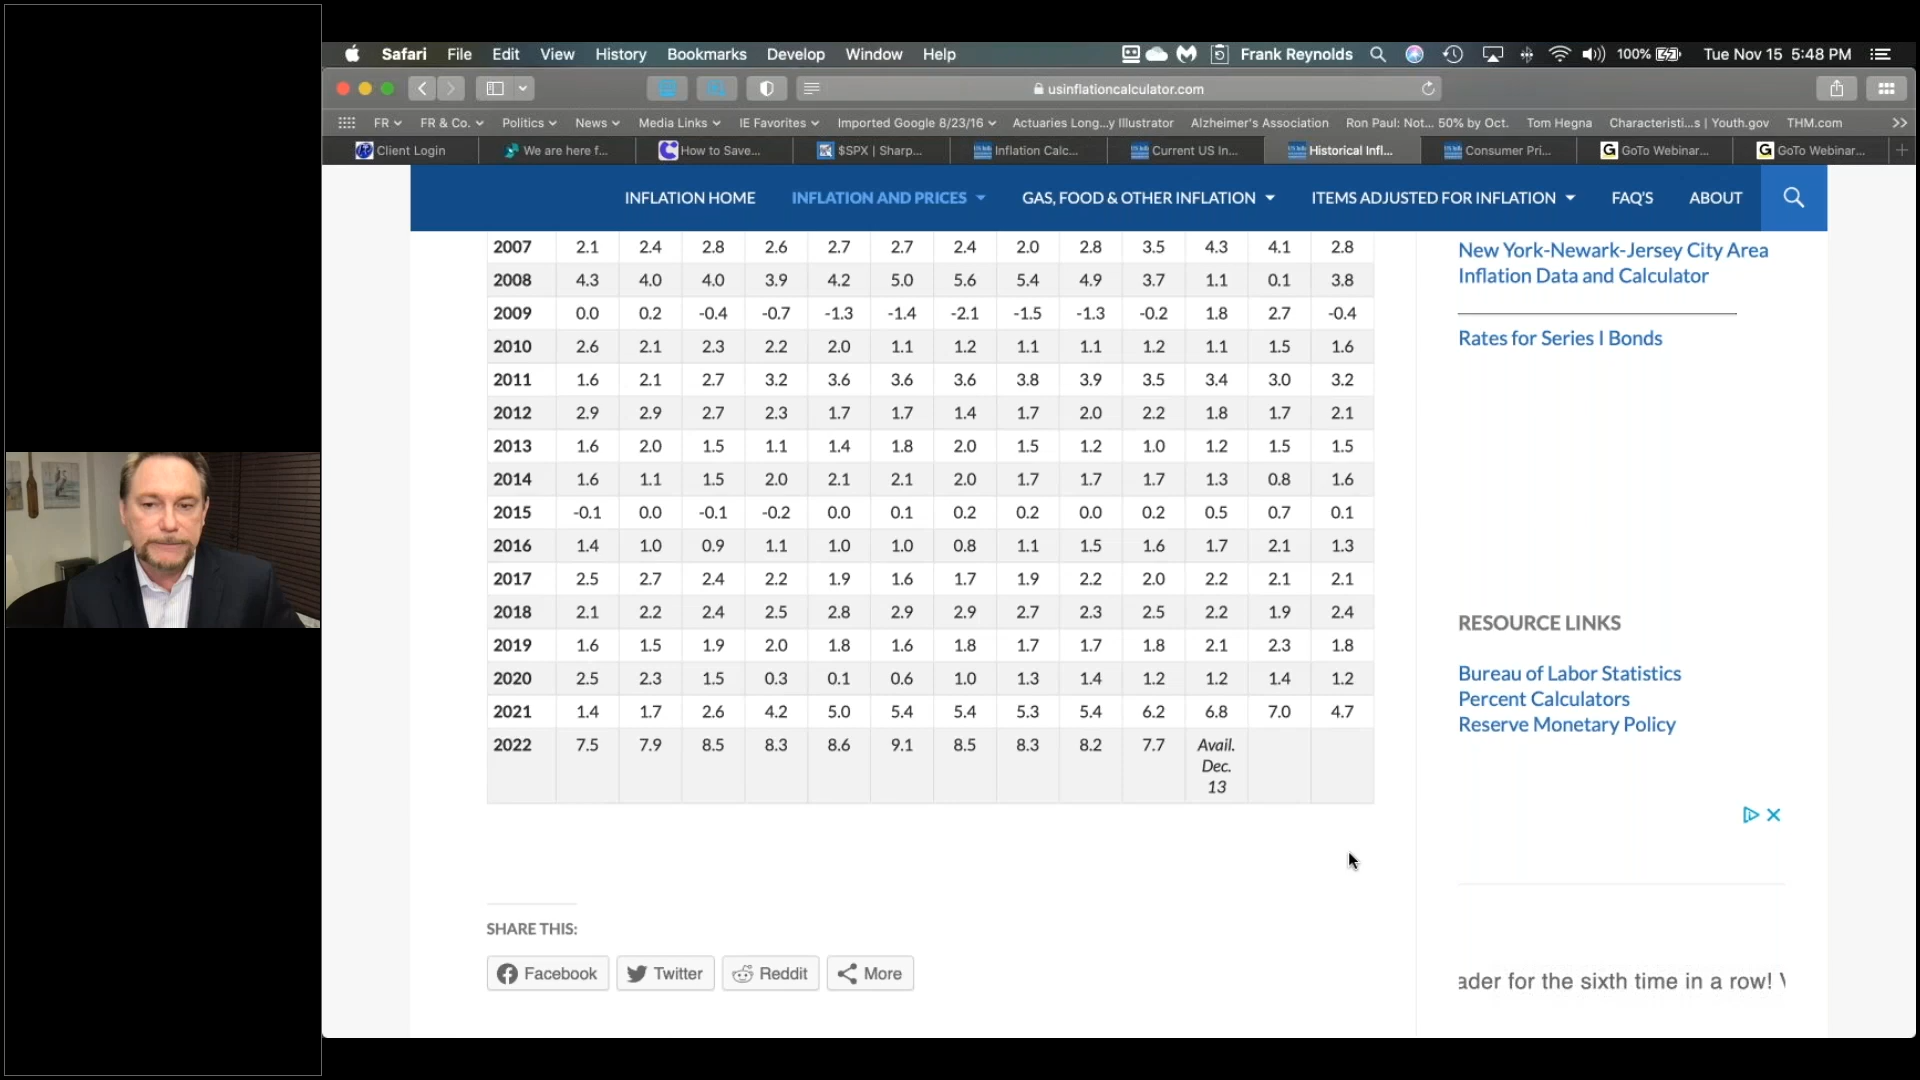 Safari File Edit View History Bookmarks Develop Window Help Frank Reynolds 100% Tue Nov 15 5:48 PM
usinflationcalculator.com
FR FR & Co. Politics News Media Links IE Favorites Imported Google 8/23/16 Actuaries Long...y Illustrator Alzheimer's Association Ron Paul: Not... 50% by Oct. Tom Hegna Characteristi...s | Youth.gov THM.com
Client Login We are here f... How to Save... $SPX | Sharp... Inflation Calc... Current US In... Historical Infl... Consumer Pri... GoTo Webinar... GoTo Webinar...
INFLATION HOME INFLATION AND PRICES GAS, FOOD & OTHER INFLATION ITEMS ADJUSTED FOR INFLATION FAQ'S ABOUT
2007 2.1 2.4 2.8 2.6 2.7 2.7 2.4 2.0 2.8 3.5 4.3 4.1 2.8
2008 4.3 4.0 4.0 3.9 4.2 5.0 5.6 5.4 4.9 3.7 1.1 0.1 3.8
2009 0.0 0.2 -0.4 -0.7 -1.3 -1.4 -2.1 -1.5 -1.3 -0.2 1.8 2.7 -0.4
2010 2.6 2.1 2.3 2.2 2.0 1.1 1.2 1.1 1.1 1.2 1.1 1.5 1.6
2011 1.6 2.1 2.7 3.2 3.6 3.6 3.6 3.8 3.9 3.5 3.4 3.0 3.2
2012 2.9 2.9 2.7 2.3 1.7 1.7 1.4 1.7 2.0 2.2 1.8 1.7 2.1
2013 1.6 2.0 1.5 1.1 1.4 1.8 2.0 1.5 1.2 1.0 1.2 1.5 1.5
2014 1.6 1.1 1.5 2.0 2.1 2.1 2.0 1.7 1.7 1.7 1.3 0.8 1.6
2015 -0.1 0.0 -0.1 -0.2 0.0 0.1 0.2 0.2 0.0 0.2 0.5 0.7 0.1
2016 1.4 1.0 0.9 1.1 1.0 1.0 0.8 1.1 1.5 1.6 1.7 2.1 1.3
2017 2.5 2.7 2.4 2.2 1.9 1.6 1.7 1.9 2.2 2.0 2.2 2.1 2.1
2018 2.1 2.2 2.4 2.5 2.8 2.9 2.9 2.7 2.3 2.5 2.2 1.9 2.4
2019 1.6 1.5 1.9 2.0 1.8 1.6 1.8 1.7 1.7 1.8 2.1 2.3 1.8
2020 2.5 2.3 1.5 0.3 0.1 0.6 1.0 1.3 1.4 1.2 1.2 1.4 1.2
2021 1.4 1.7 2.6 4.2 5.0 5.4 5.4 5.3 5.4 6.2 6.8 7.0 4.7
2022 7.5 7.9 8.5 8.3 8.6 9.1 8.5 8.3 8.2 7.7 Avail.
Dec.
13
New York-Newark-Jersey City Area
Inflation Data and Calculator
Rates for Series I Bonds
RESOURCE LINKS
Bureau of Labor Statistics
Percent Calculators
Reserve Monetary Policy
SHARE THIS:
Facebook Twitter Reddit More
ader for the sixth time in a row!